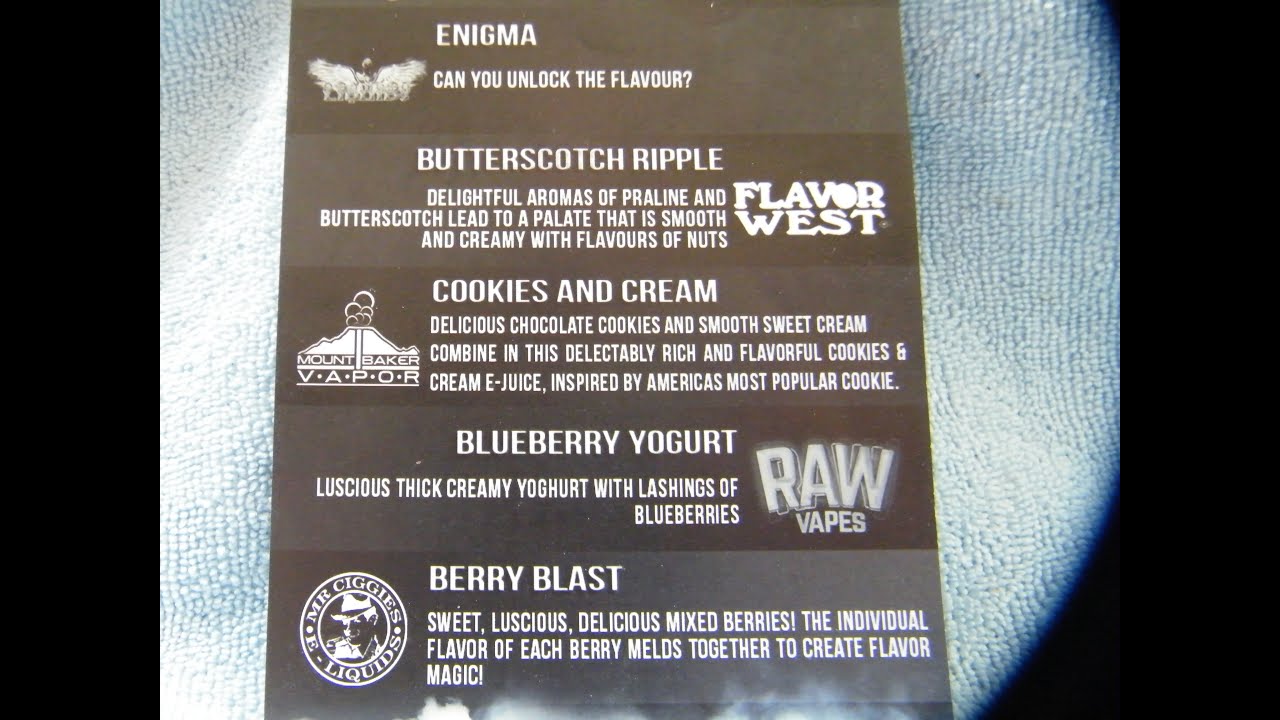 ENIGMA
CAN YOU UNLOCK THE FLAVOUR?
BUTTERSCOTCH RIPPLE
DELIGHTFUL AROMAS OF PRALINE AND
BUTTERSCOTCH LEAD TO A PALATE THAT IS SMOOTH
AND CREAMY WITH FLAVOURS OF NUTS
FLAVOR
WEST
COOKIES AND CREAM
DELICIOUS CHOCOLATE COOKIES AND SMOOTH SWEET CREAM
COMBINE IN THIS DELECTABLY RICH AND FLAVORFUL COOKIES &
CREAM E-JUICE, INSPIRED BY AMERICAS MOST POPULAR COOKIE.
MOUNT BAKER
V·A·P·O·R
BLUEBERRY YOGURT
LUSCIOUS THICK CREAMY YOGHURT WITH LASHINGS OF
BLUEBERRIES
RAW
VAPES
BERRY BLAST
SWEET, LUSCIOUS, DELICIOUS MIXED BERRIES! THE INDIVIDUAL
FLAVOR OF EACH BERRY MELDS TOGETHER TO CREATE FLAVOR
MAGIC!
MR CIGGIES
E-LIQUIDS